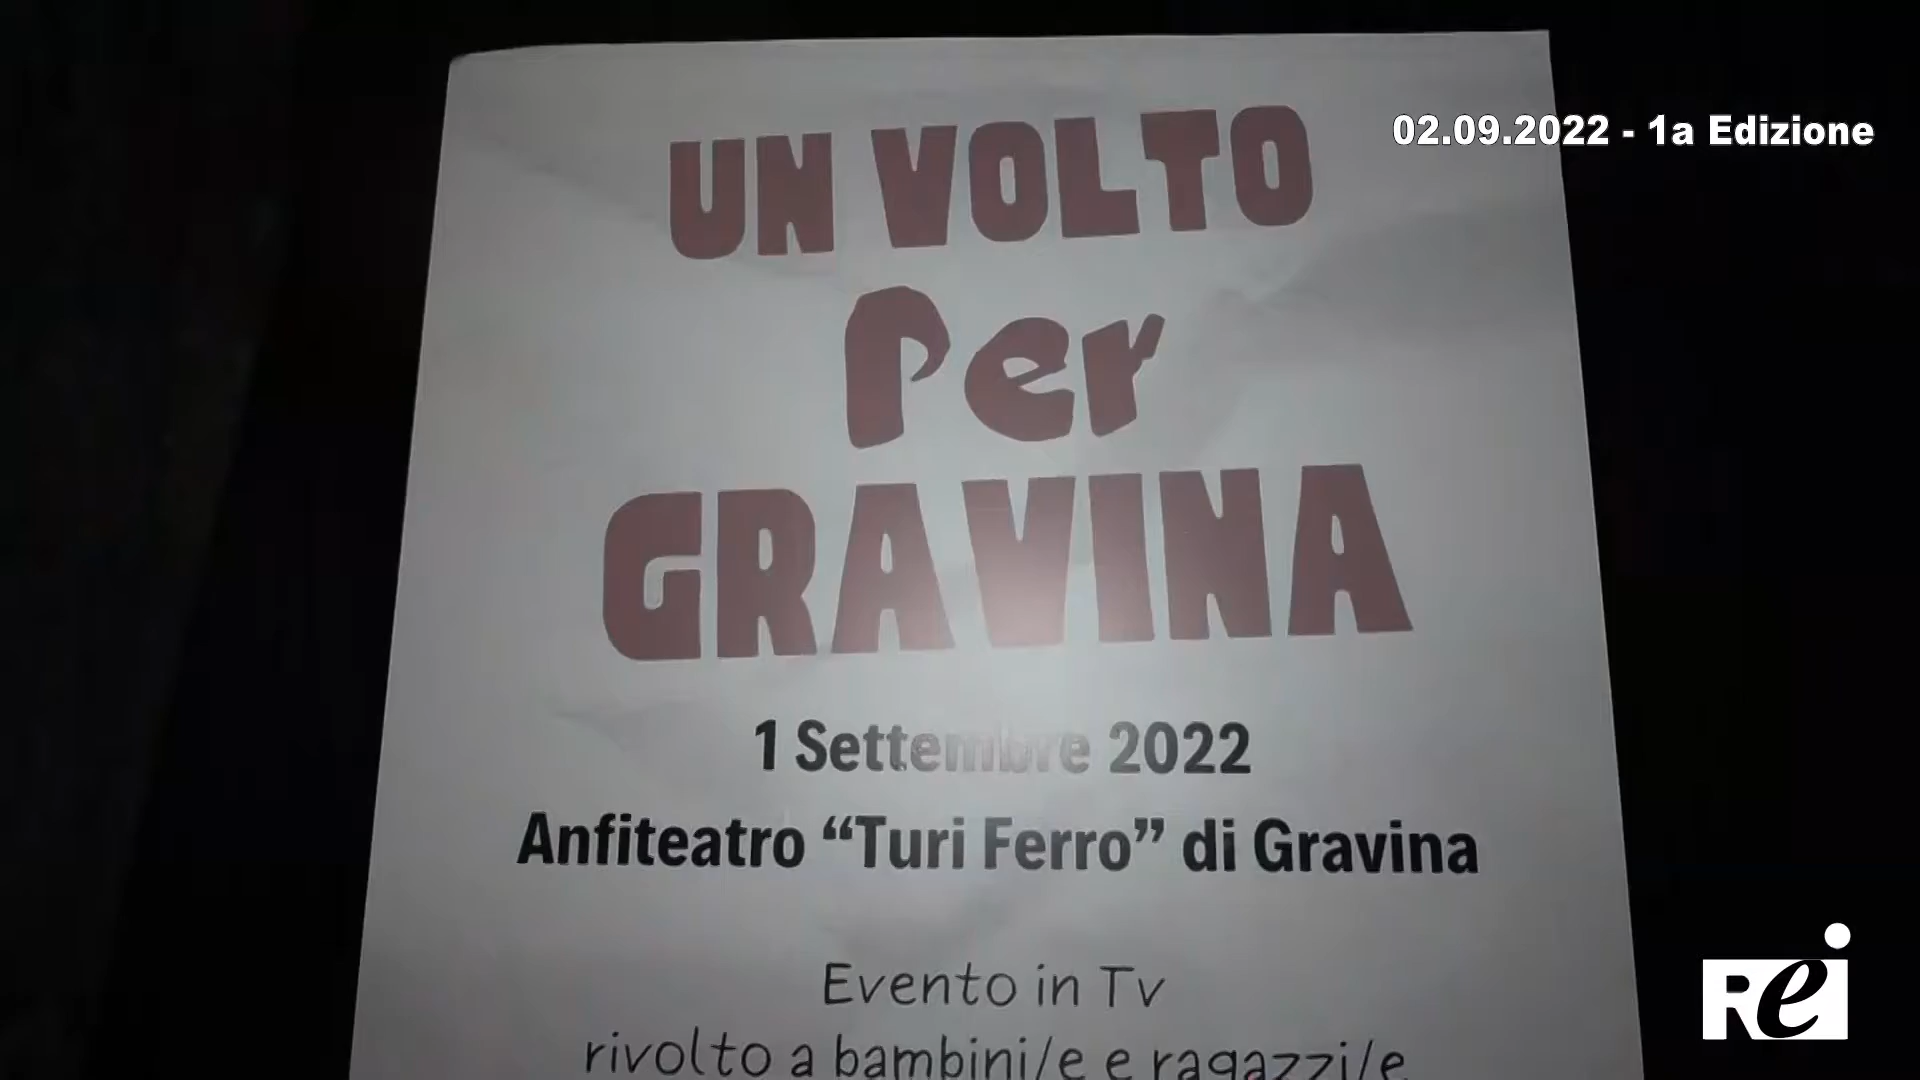 02.09.2022 - 1a Edizione
UN VOLTO
Per
GRAVINA
1 Settembre 2022
Anfiteatro “Turi Ferro” di Gravina
Evento in Tv
rivolto a bambini/e e ragazzi/e
Rei